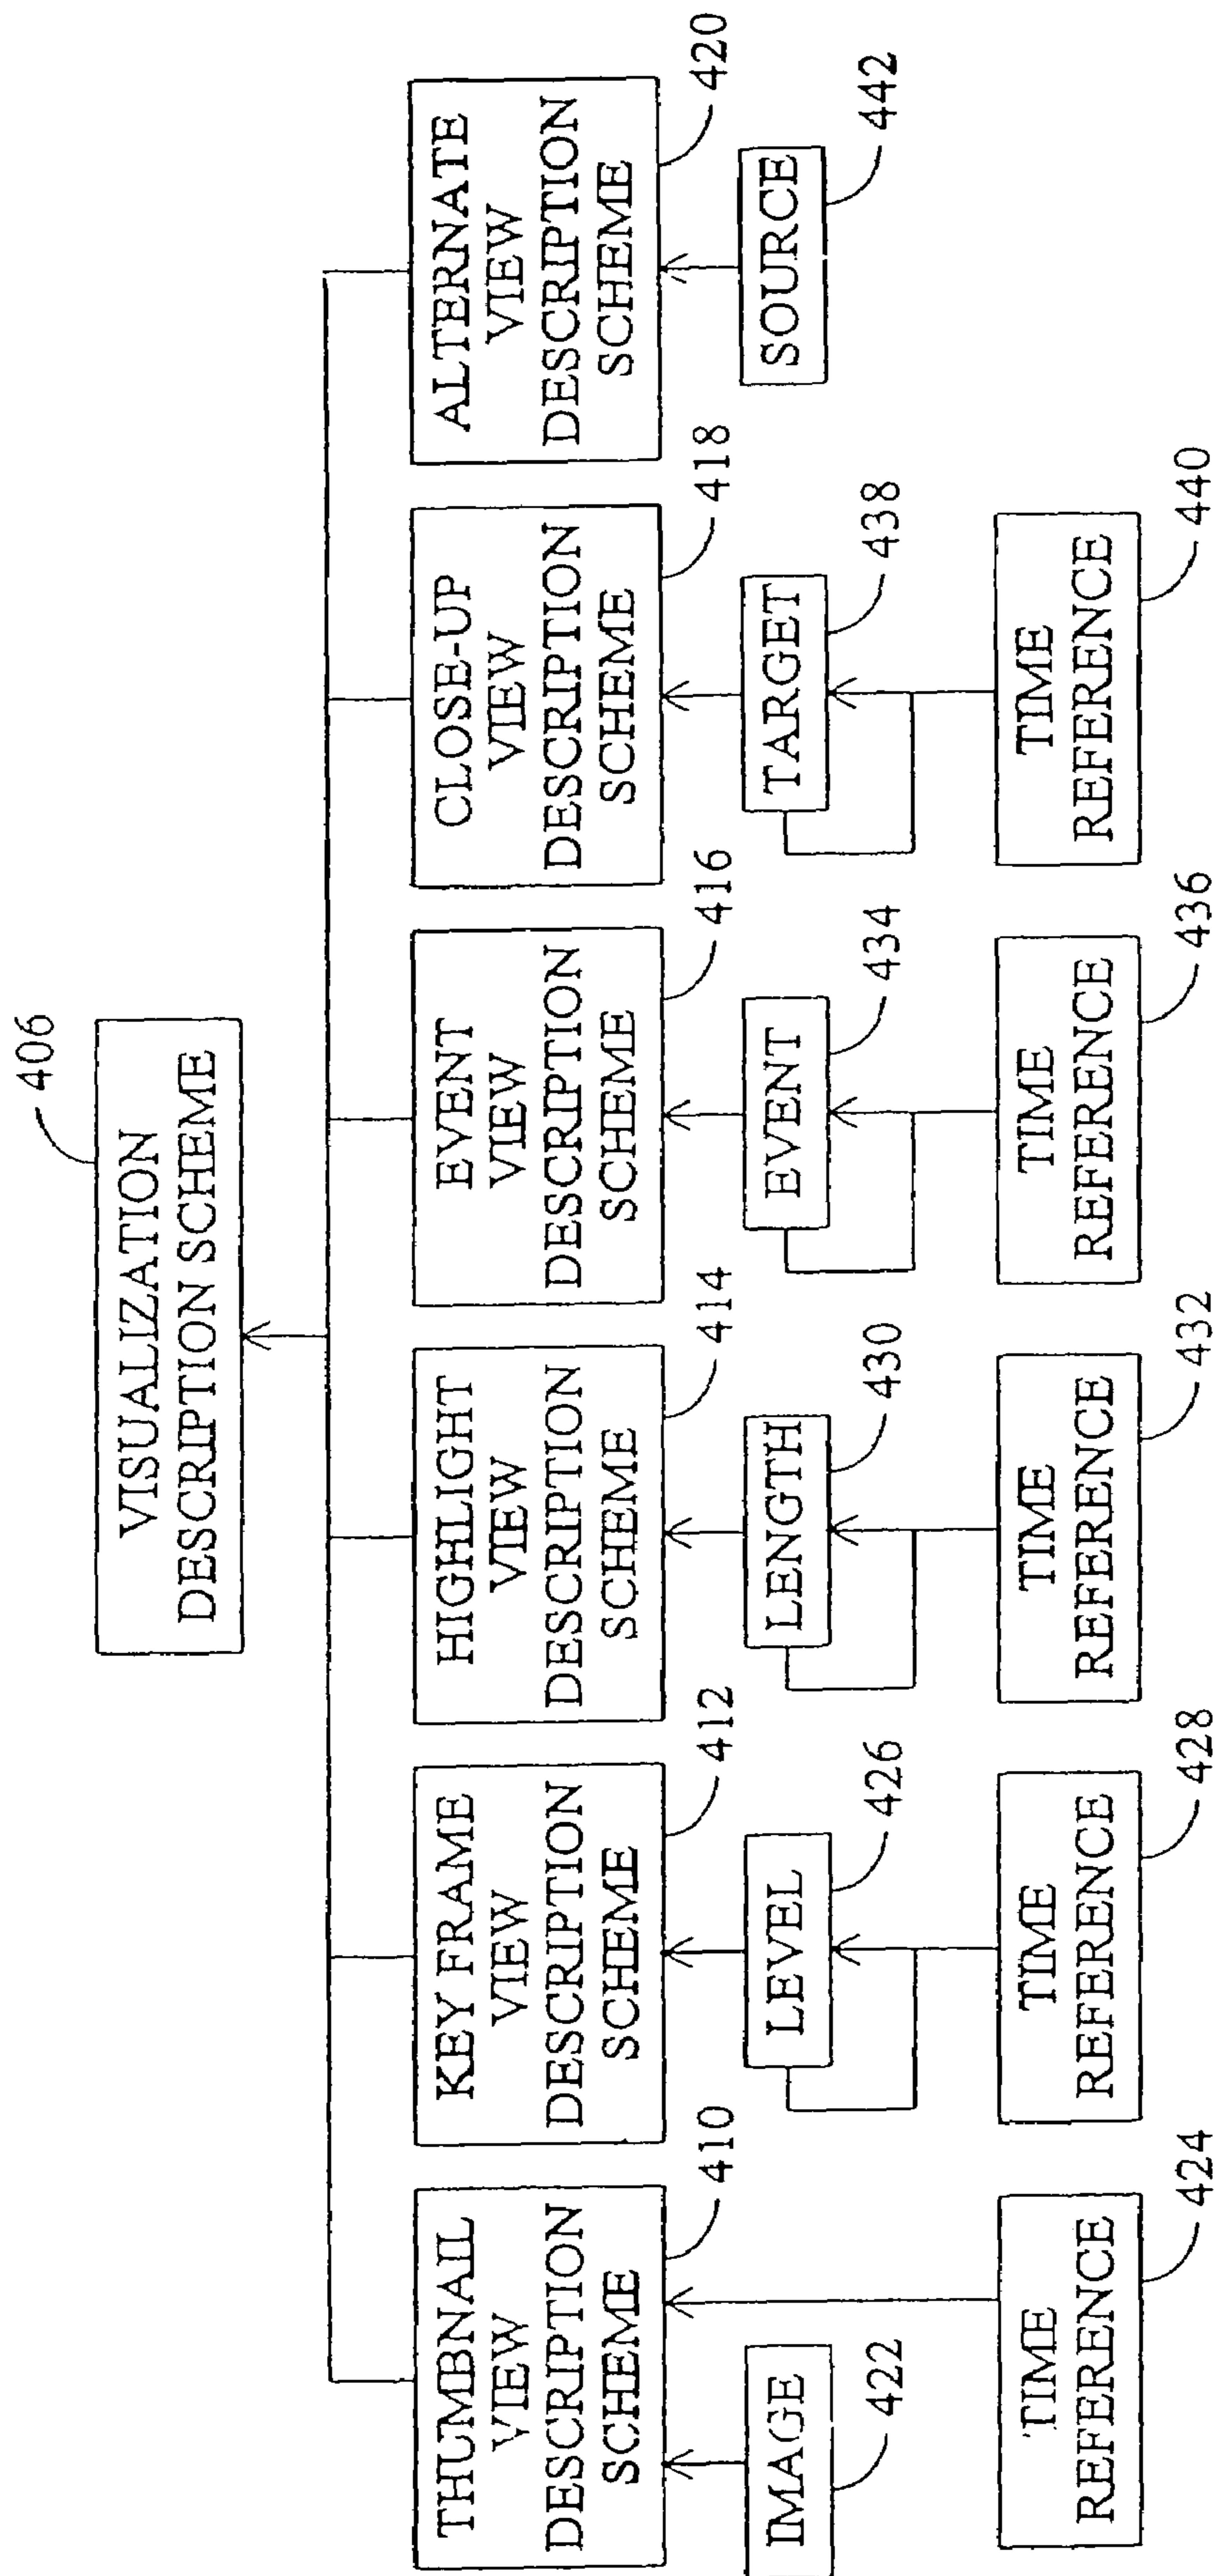 406
VISUALIZATION
DESCRIPTION SCHEME
THUMBNAIL
VIEW
DESCRIPTION
SCHEME
410
KEY FRAME
VIEW
DESCRIPTION
SCHEME
412
HIGHLIGHT
VIEW
DESCRIPTION
SCHEME
414
EVENT
VIEW
DESCRIPTION
SCHEME
416
CLOSE-UP
VIEW
DESCRIPTION
SCHEME
418
ALTERNATE
VIEW
DESCRIPTION
SCHEME
420
IMAGE
422
LEVEL
426
LENGTH
430
EVENT
434
TARGET
438
SOURCE
442
TIME
REFERENCE
424
TIME
REFERENCE
428
TIME
REFERENCE
432
TIME
REFERENCE
436
TIME
REFERENCE
440